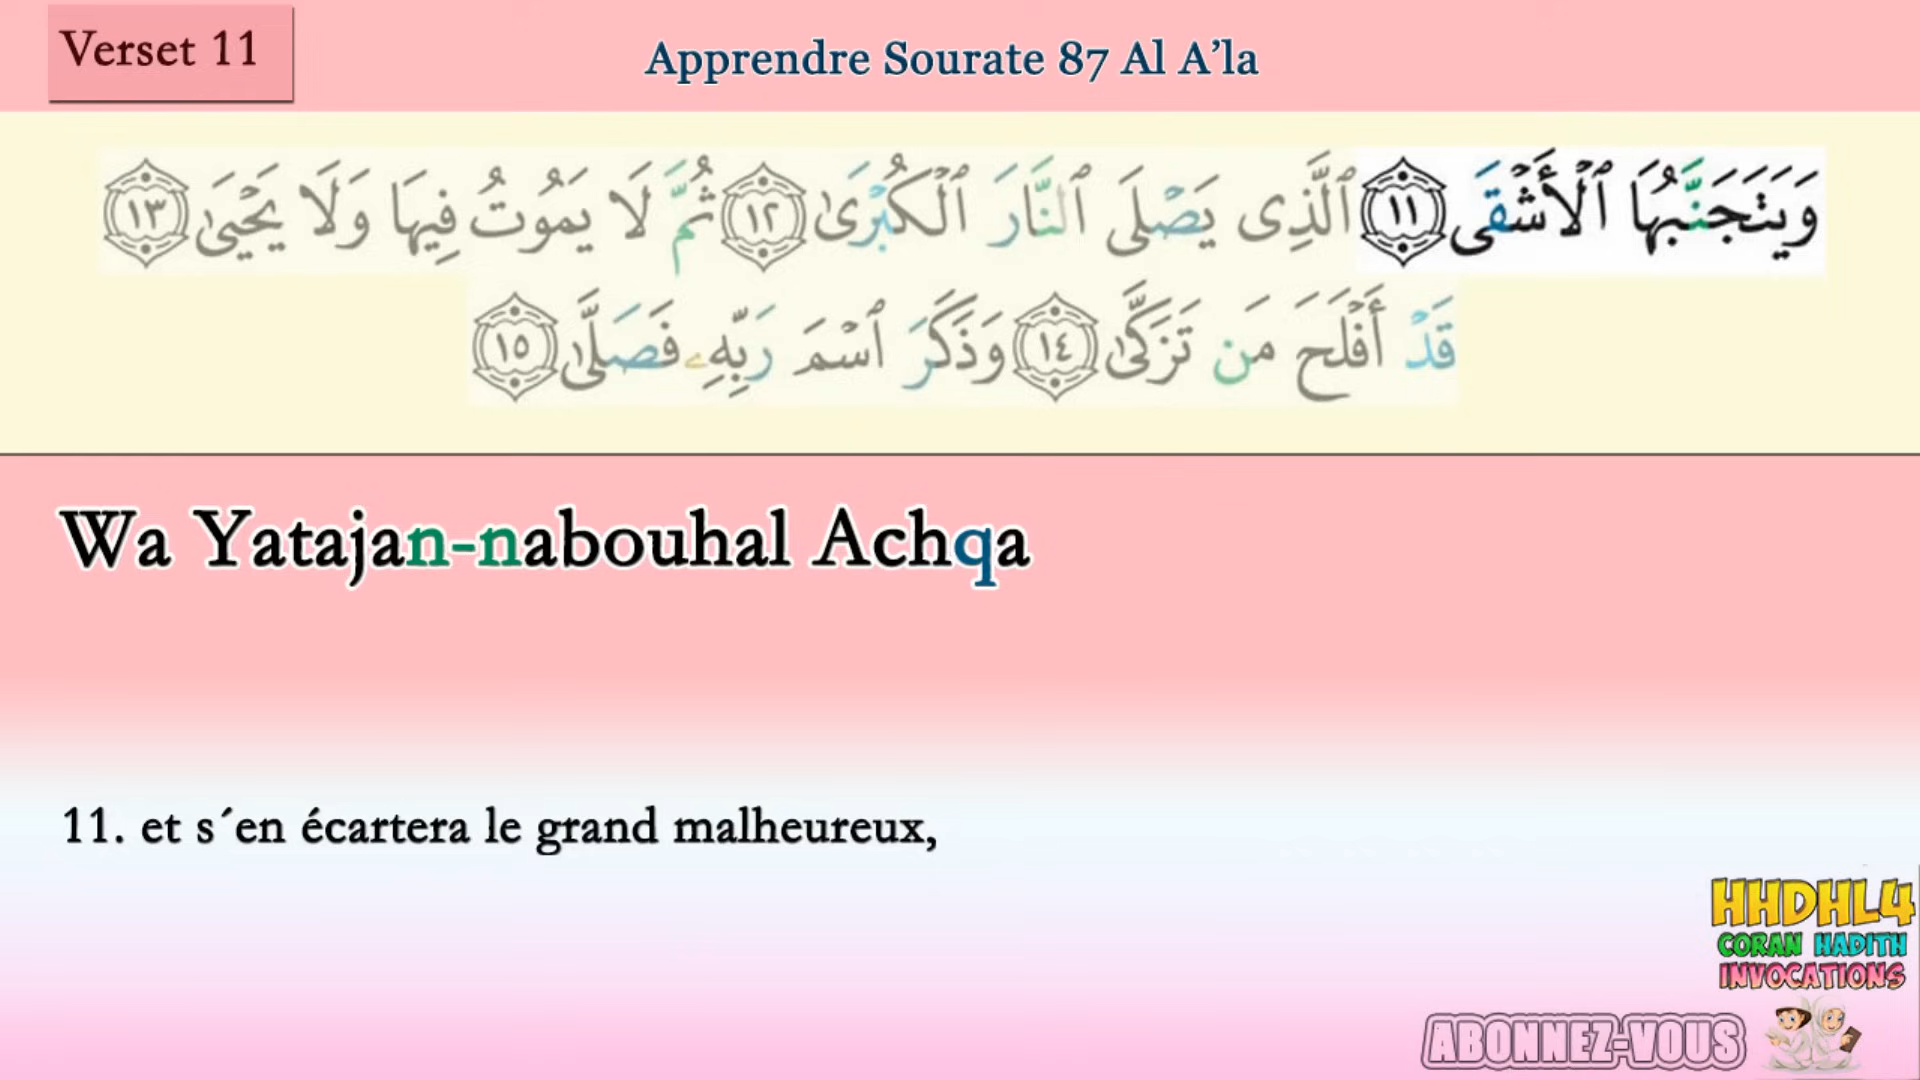 Verset 11
Apprendre Sourate 87 Al A’la
وَيَتَجَنَّبُهَا ٱلْأَشْقَى ١١ ٱلَّذِى يَصْلَى ٱلنَّارَ ٱلْكُبْرَىٰ ١٢ ثُمَّ لَا يَمُوتُ فِيهَا وَلَا يَحْيَىٰ ١٣
قَدْ أَفْلَحَ مَن تَزَكَّىٰ ١٤ وَذَكَرَ ٱسْمَ رَبِّهِۦ فَصَلَّىٰ ١٥
Wa Yatajan-nabouhal Achqa
11. et s´en écartera le grand malheureux,
HHDHL4
CORAN HADITH
INVOCATIONS
ABONNEZ-VOUS